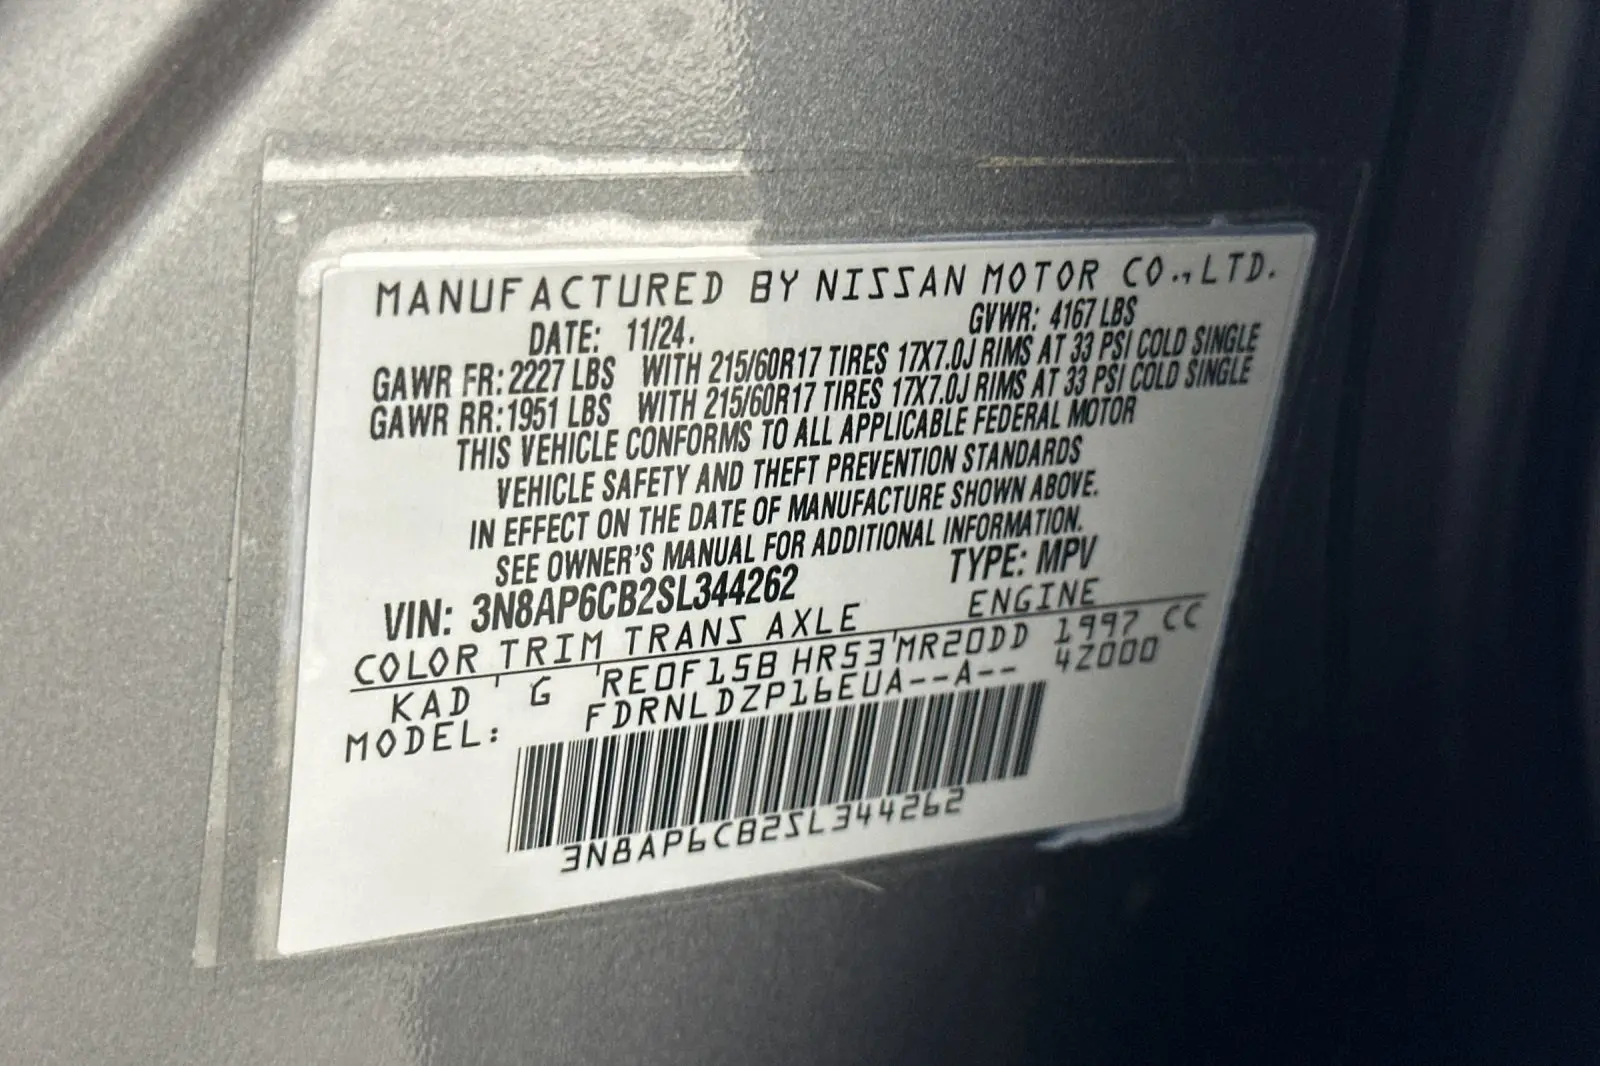 MANUFACTURED BY NISSAN MOTOR CO., LTD.
DATE: 11/24. GVWR: 4167 LBS
GAWR FR: 2227 LBS WITH 215/60R17 TIRES 17X7.0J RIMS AT 33 PSI COLD SINGLE
GAWR RR: 1951 LBS WITH 215/60R17 TIRES 17X7.0J RIMS AT 33 PSI COLD SINGLE
THIS VEHICLE CONFORMS TO ALL APPLICABLE FEDERAL MOTOR
VEHICLE SAFETY AND THEFT PREVENTION STANDARDS
IN EFFECT ON THE DATE OF MANUFACTURE SHOWN ABOVE.
SEE OWNER'S MANUAL FOR ADDITIONAL INFORMATION.
VIN: 3N8AP6CB2SL344262 TYPE: MPV
COLOR TRIM TRANS AXLE ENGINE
KAD ' G 'RE0F15B HR53'MR20DD 1997 CC
MODEL: FDRNLDZP16EUA--A-- 4Z000
3N8AP6CB2SL344262